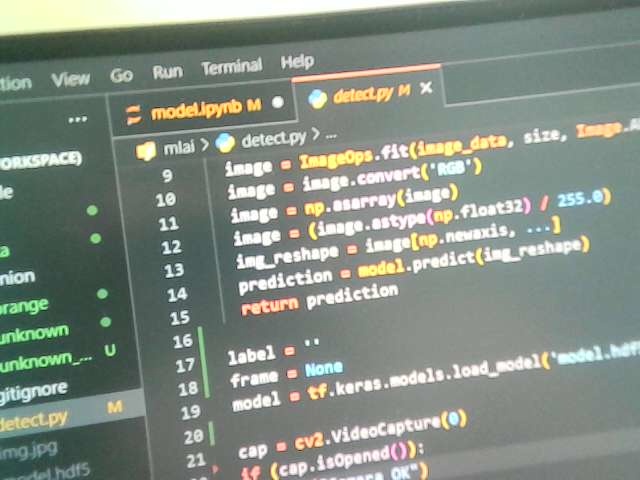 tion View Go Run Terminal Help
model.ipynb M detect.py M ×
mlai > detect.py > ...
ORKSPACE)
nion
orange
unknown
unknown_... U
gitignore
detect.py M
img.jpg
model.hdf5
9 image = ImageOps.fit(image_data, size, Image.A
10 image = image.convert('RGB')
11 image = np.asarray(image)
12 image = (image.astype(np.float32) / 255.0)
13 img_reshape = image[np.newaxis, ...]
14 prediction = model.predict(img_reshape)
15 return prediction
16
17 label = ''
18 frame = None
19 model = tf.keras.models.load_model('model.hdf5
20
21 cap = cv2.VideoCapture(0)
if (cap.isOpened()):
OK")